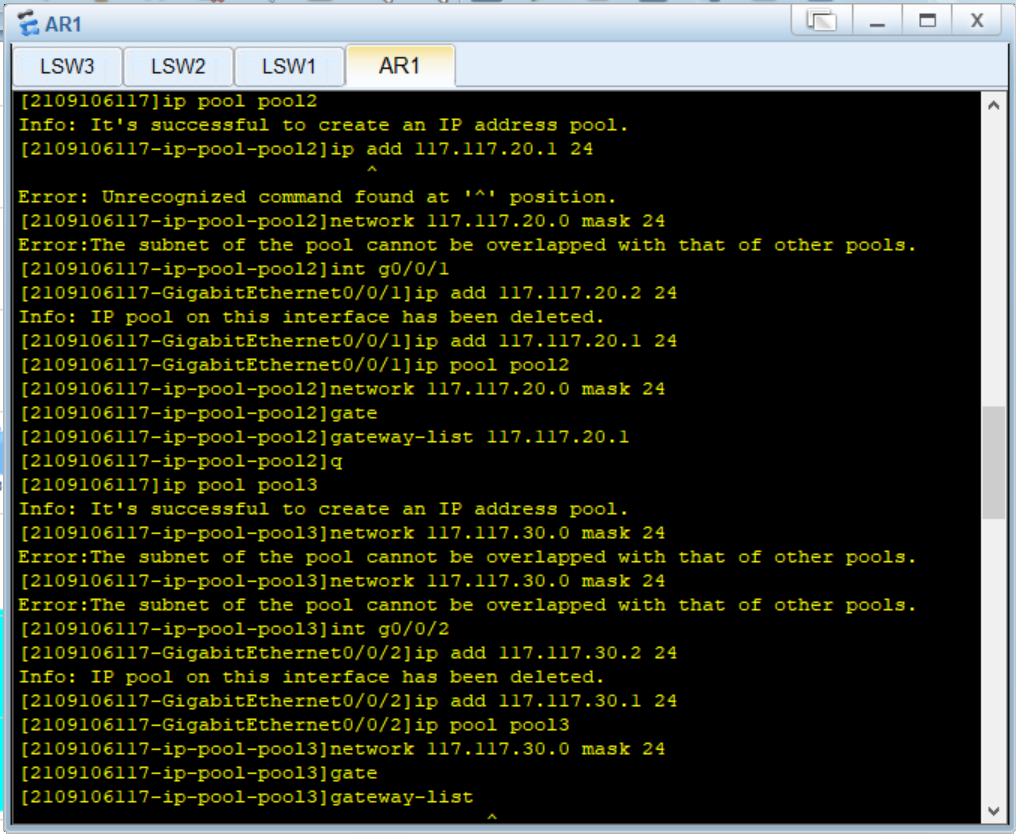 AR1
X
LSW3 LSW2 LSW1 AR1
[2109106117]ip pool pool2
Info: It's successful to create an IP address pool.
[2109106117-ip-pool-pool2]ip add 117.117.20.1 24
^
Error: Unrecognized command found at '^' position.
[2109106117-ip-pool-pool2]network 117.117.20.0 mask 24
Error:The subnet of the pool cannot be overlapped with that of other pools.
[2109106117-ip-pool-pool2]int g0/0/1
[2109106117-GigabitEthernet0/0/1]ip add 117.117.20.2 24
Info: IP pool on this interface has been deleted.
[2109106117-GigabitEthernet0/0/1]ip add 117.117.20.1 24
[2109106117-GigabitEthernet0/0/1]ip pool pool2
[2109106117-ip-pool-pool2]network 117.117.20.0 mask 24
[2109106117-ip-pool-pool2]gate
[2109106117-ip-pool-pool2]gateway-list 117.117.20.1
[2109106117-ip-pool-pool2]q
[2109106117]ip pool pool3
Info: It's successful to create an IP address pool.
[2109106117-ip-pool-pool3]network 117.117.30.0 mask 24
Error:The subnet of the pool cannot be overlapped with that of other pools.
[2109106117-ip-pool-pool3]network 117.117.30.0 mask 24
Error:The subnet of the pool cannot be overlapped with that of other pools.
[2109106117-ip-pool-pool3]int g0/0/2
[2109106117-GigabitEthernet0/0/2]ip add 117.117.30.2 24
Info: IP pool on this interface has been deleted.
[2109106117-GigabitEthernet0/0/2]ip add 117.117.30.1 24
[2109106117-GigabitEthernet0/0/2]ip pool pool3
[2109106117-ip-pool-pool3]network 117.117.30.0 mask 24
[2109106117-ip-pool-pool3]gate
[2109106117-ip-pool-pool3]gateway-list
^